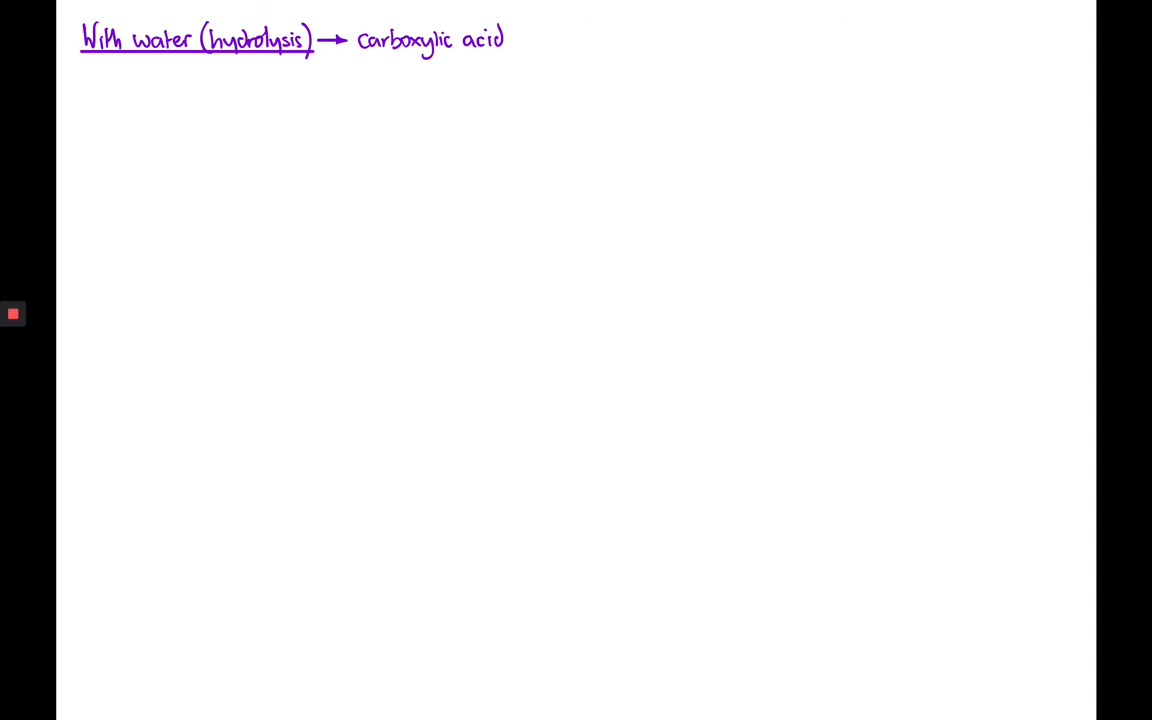 With water (hydrolysis) → carboxylic acid